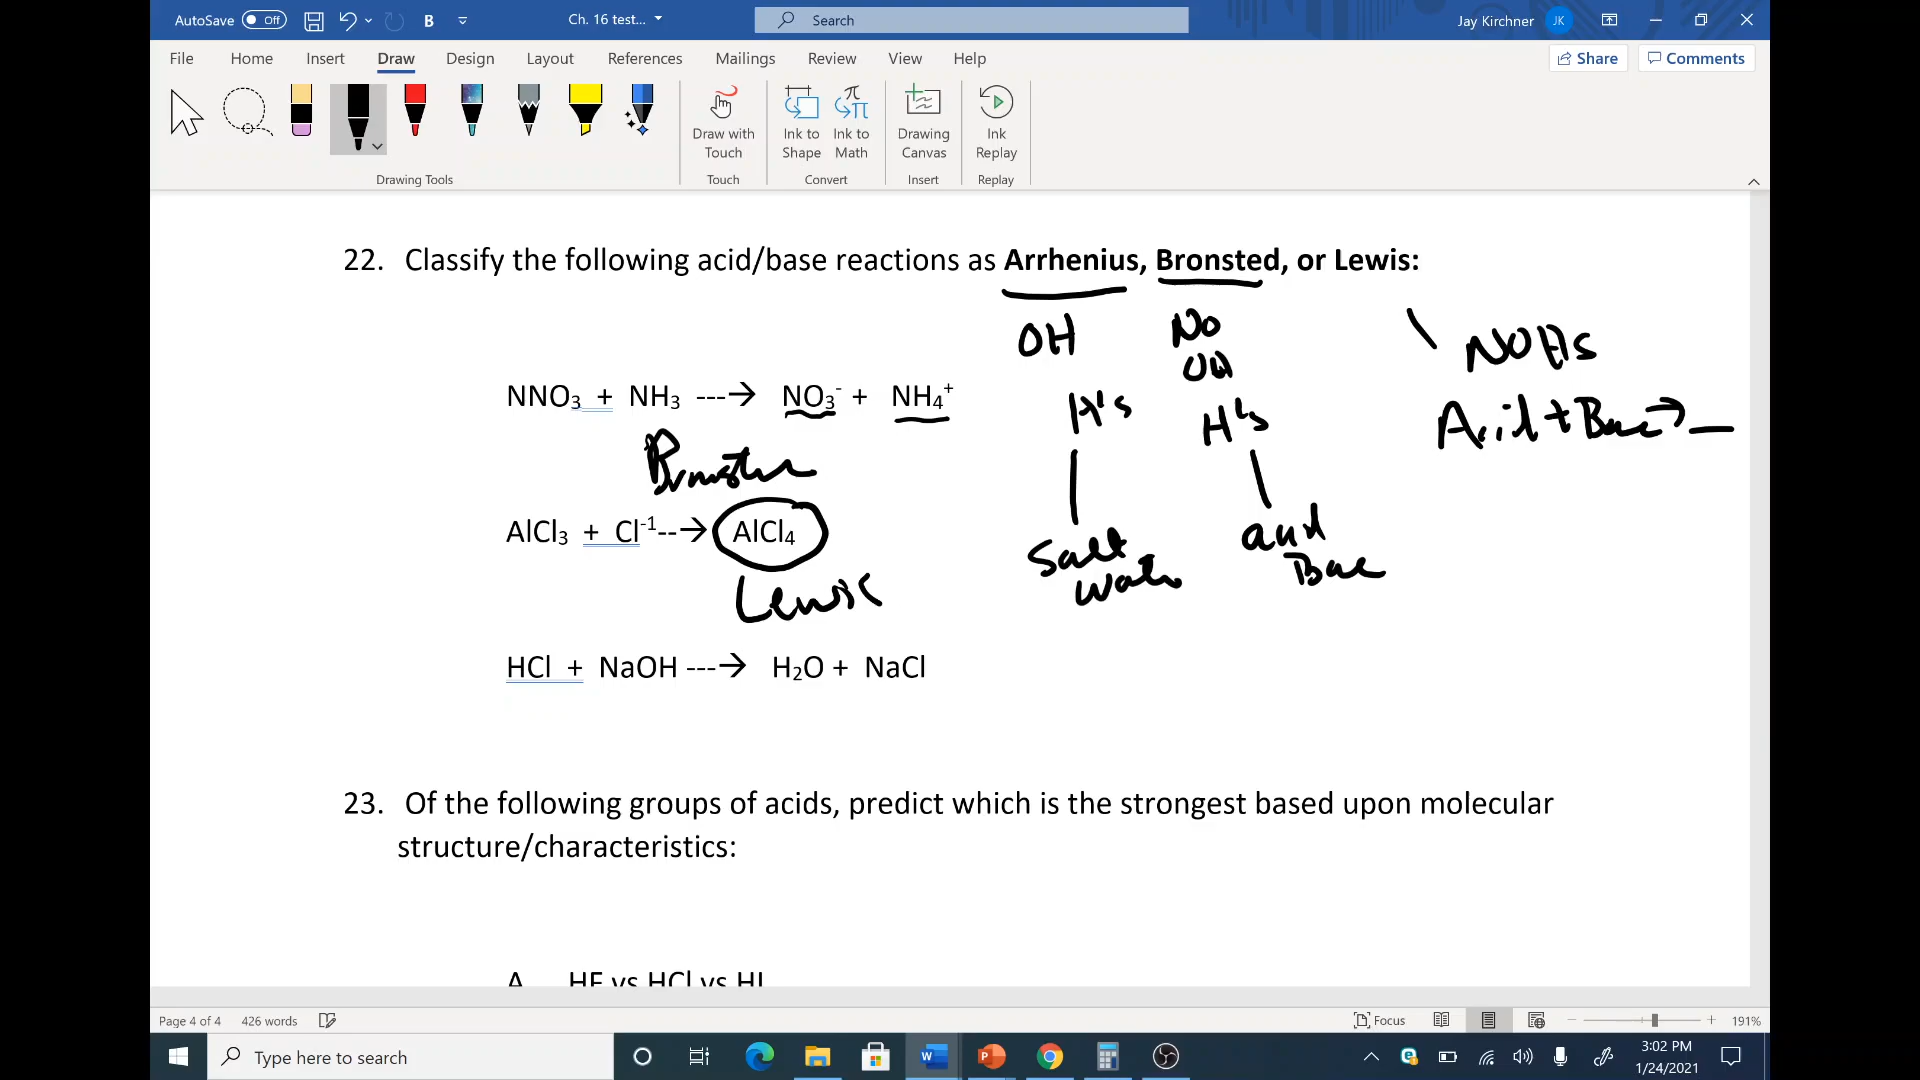 AutoSave Off B Ch. 16 test... Search Jay Kirchner JK
File Home Insert Draw Design Layout References Mailings Review View Help Share Comments
Draw with Touch Ink to Shape Ink to Math Drawing Canvas Ink Replay
Drawing Tools Touch Convert Insert Replay
22. Classify the following acid/base reactions as Arrhenius, Bronsted, or Lewis:
OH No OH NO H's
NNO₃ + NH₃ ---→ NO₃⁻ + NH₄⁺
H's H's Acid + Base →
AlCl₃ + Cl⁻¹--→ AlCl₄
Salt Base
Lewis
HCl + NaOH ---→ H₂O + NaCl
23. Of the following groups of acids, predict which is the strongest based upon molecular
structure/characteristics:
A HF vs HCl vs HI
Page 4 of 4 426 words Focus 191%
Type here to search 3:02 PM
1/24/2021